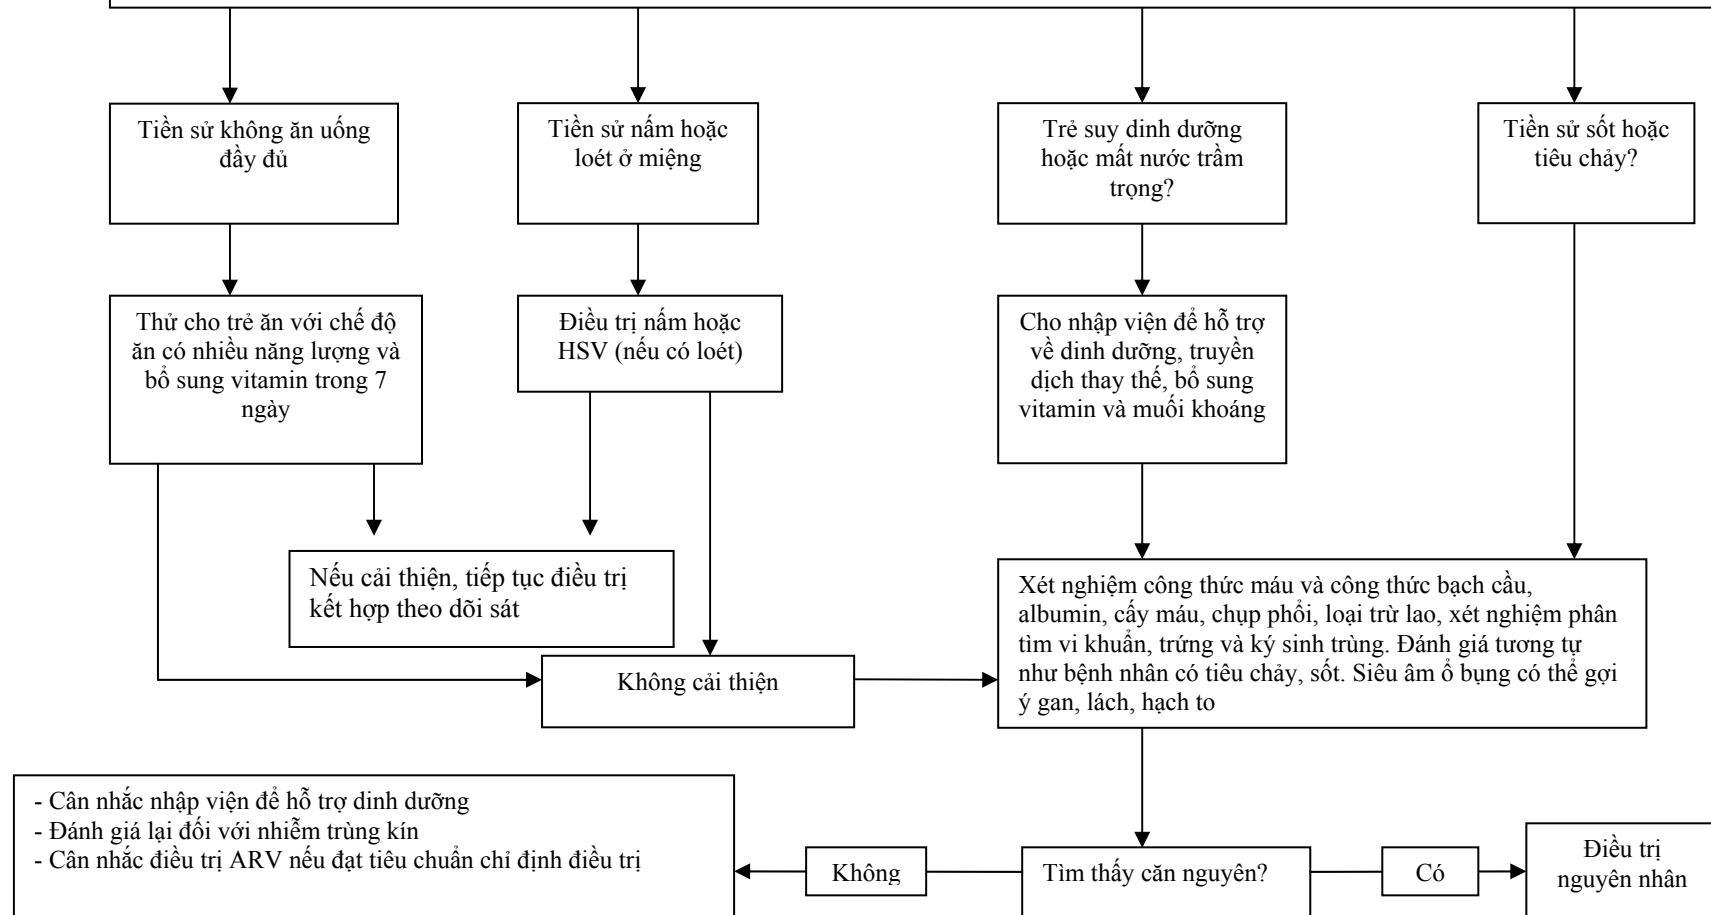 Tiền sử không ăn uống
đầy đủ
Tiền sử nấm hoặc
loét ở miệng
Trẻ suy dinh dưỡng
hoặc mất nước trầm
trọng?
Tiền sử sốt hoặc
tiêu chảy?
Thử cho trẻ ăn với chế độ
ăn có nhiều năng lượng và
bổ sung vitamin trong 7
ngày
Điều trị nấm hoặc
HSV (nếu có loét)
Cho nhập viện để hỗ trợ
về dinh dưỡng, truyền
dịch thay thế, bổ sung
vitamin và muối khoáng
Nếu cải thiện, tiếp tục điều trị
kết hợp theo dõi sát
Xét nghiệm công thức máu và công thức bạch cầu,
albumin, cấy máu, chụp phổi, loại trừ lao, xét nghiệm phân
tìm vi khuẩn, trứng và ký sinh trùng. Đánh giá tương tự
như bệnh nhân có tiêu chảy, sốt. Siêu âm ổ bụng có thể gợi
ý gan, lách, hạch to
Không cải thiện
- Cân nhắc nhập viện để hỗ trợ dinh dưỡng
- Đánh giá lại đối với nhiễm trùng kín
- Cân nhắc điều trị ARV nếu đạt tiêu chuẩn chỉ định điều trị
Không
Tìm thấy căn nguyên?
Có
Điều trị
nguyên nhân